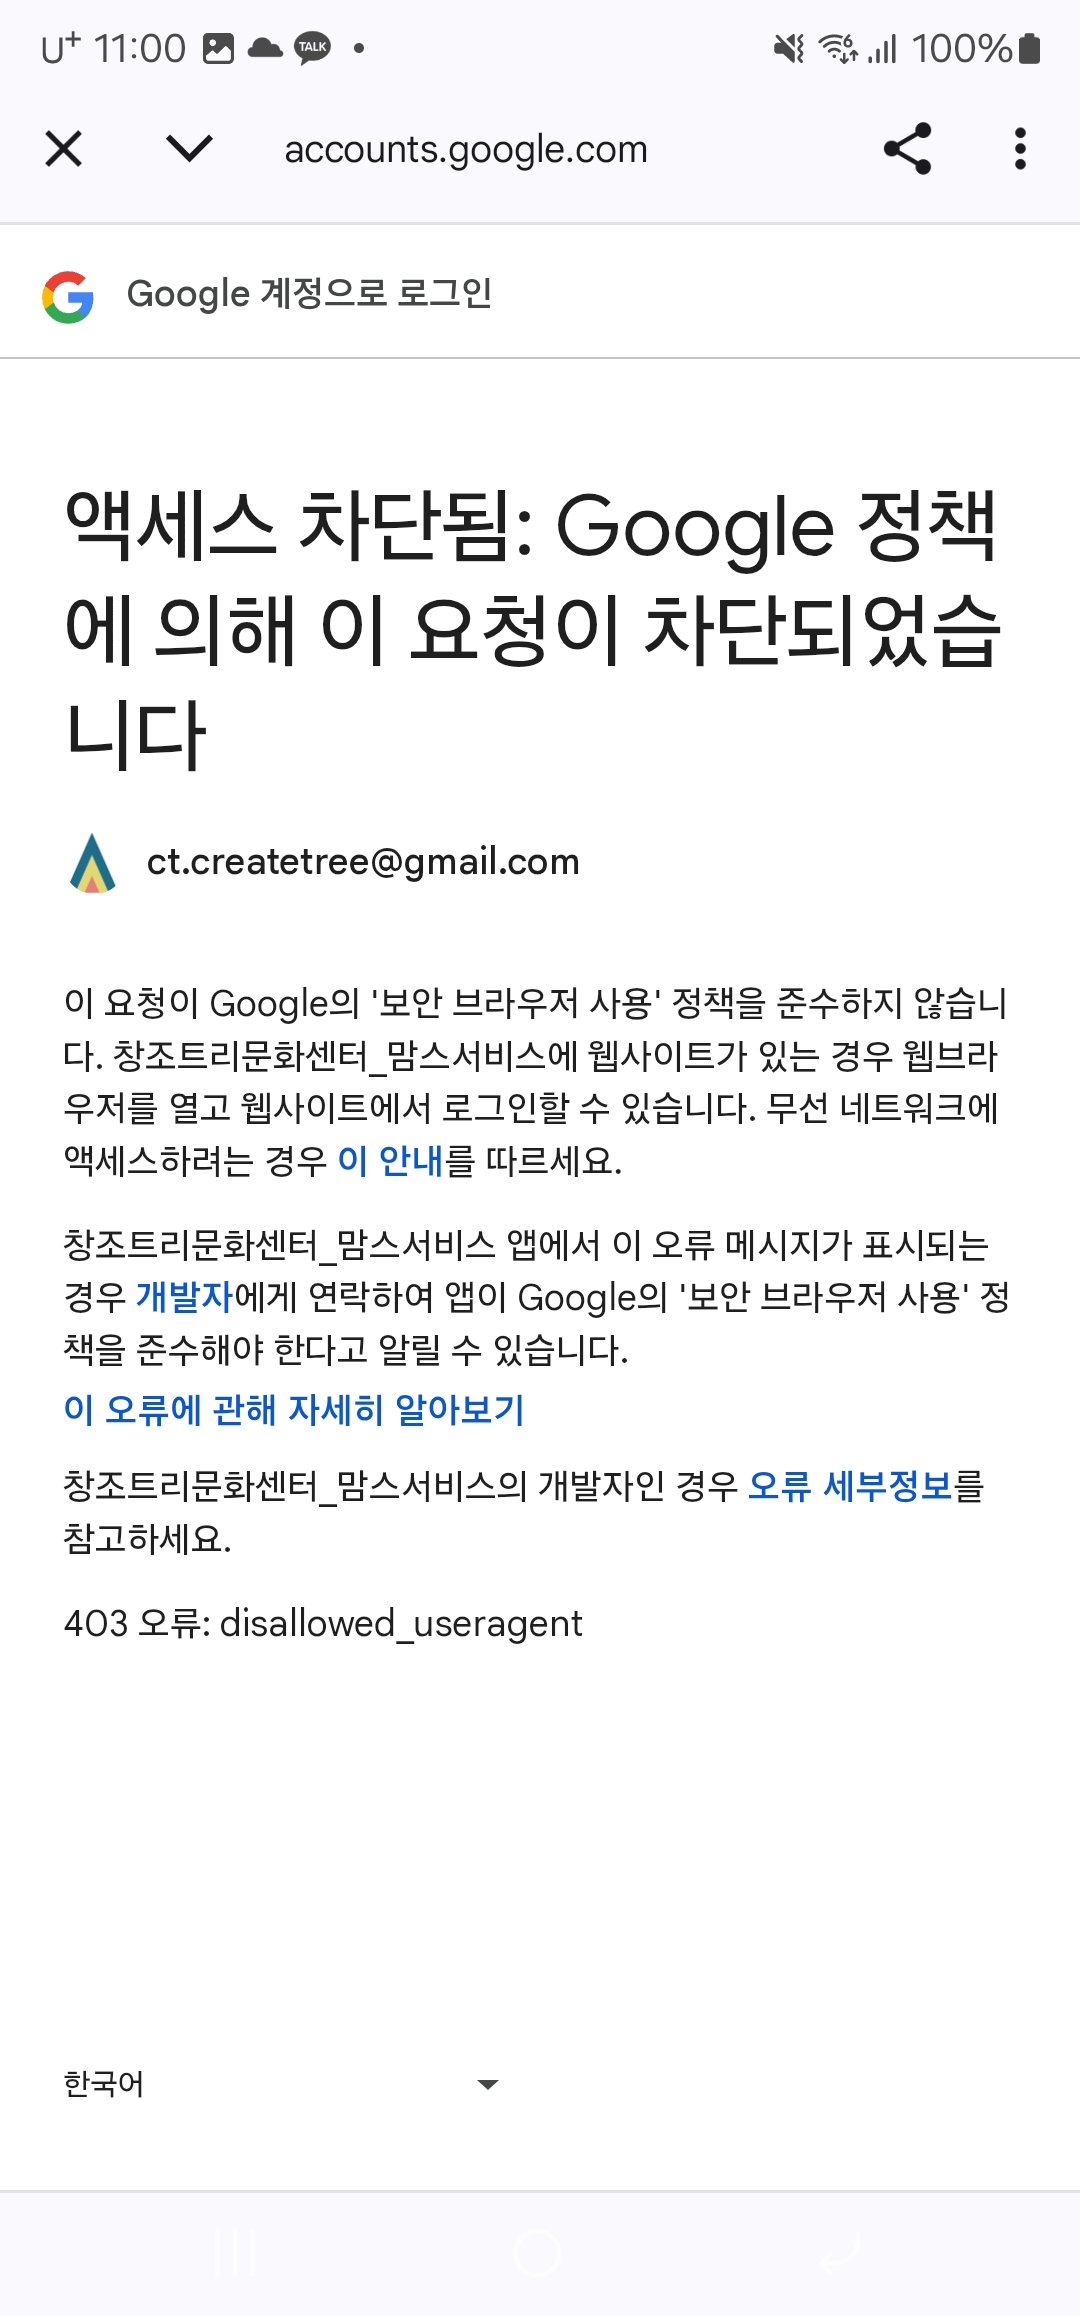 U+ 11:00 TALK 6 100%
accounts.google.com
Google 계정으로 로그인
액세스 차단됨: Google 정책
에 의해 이 요청이 차단되었습
니다
ct.createtree@gmail.com
이 요청이 Google의 '보안 브라우저 사용' 정책을 준수하지 않습니
다. 창조트리문화센터_맘스서비스에 웹사이트가 있는 경우 웹브라
우저를 열고 웹사이트에서 로그인할 수 있습니다. 무선 네트워크에
액세스하려는 경우 이 안내를 따르세요.
창조트리문화센터_맘스서비스 앱에서 이 오류 메시지가 표시되는
경우 개발자에게 연락하여 앱이 Google의 '보안 브라우저 사용' 정
책을 준수해야 한다고 알릴 수 있습니다.
이 오류에 관해 자세히 알아보기
창조트리문화센터_맘스서비스의 개발자인 경우 오류 세부정보를
참고하세요.
403 오류: disallowed_useragent
한국어